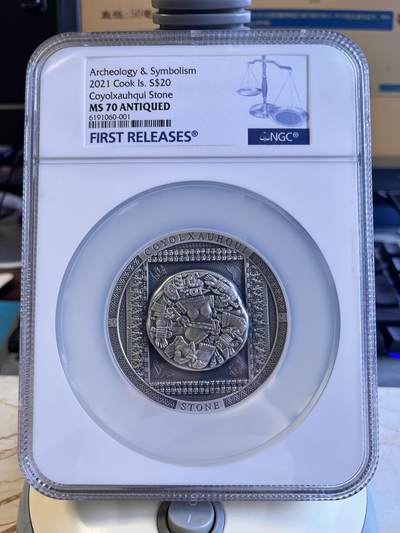 Archeology & Symbolism
2021 Cook Is. S$20
Coyolxauhqui Stone
MS 70 ANTIQUED
6191060-001
FIRST RELEASES®
NGC®
COYOLXAUHQUI
STONE